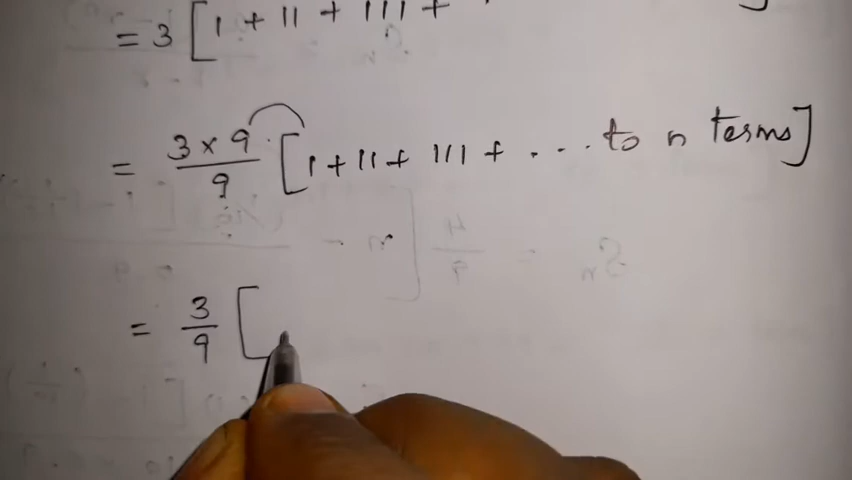 = 3 [1 + 11 + 111 +
= 3 × 9 / 9 [1 + 11 + 111 + . . . . to n terms]
= 3 / 9 [